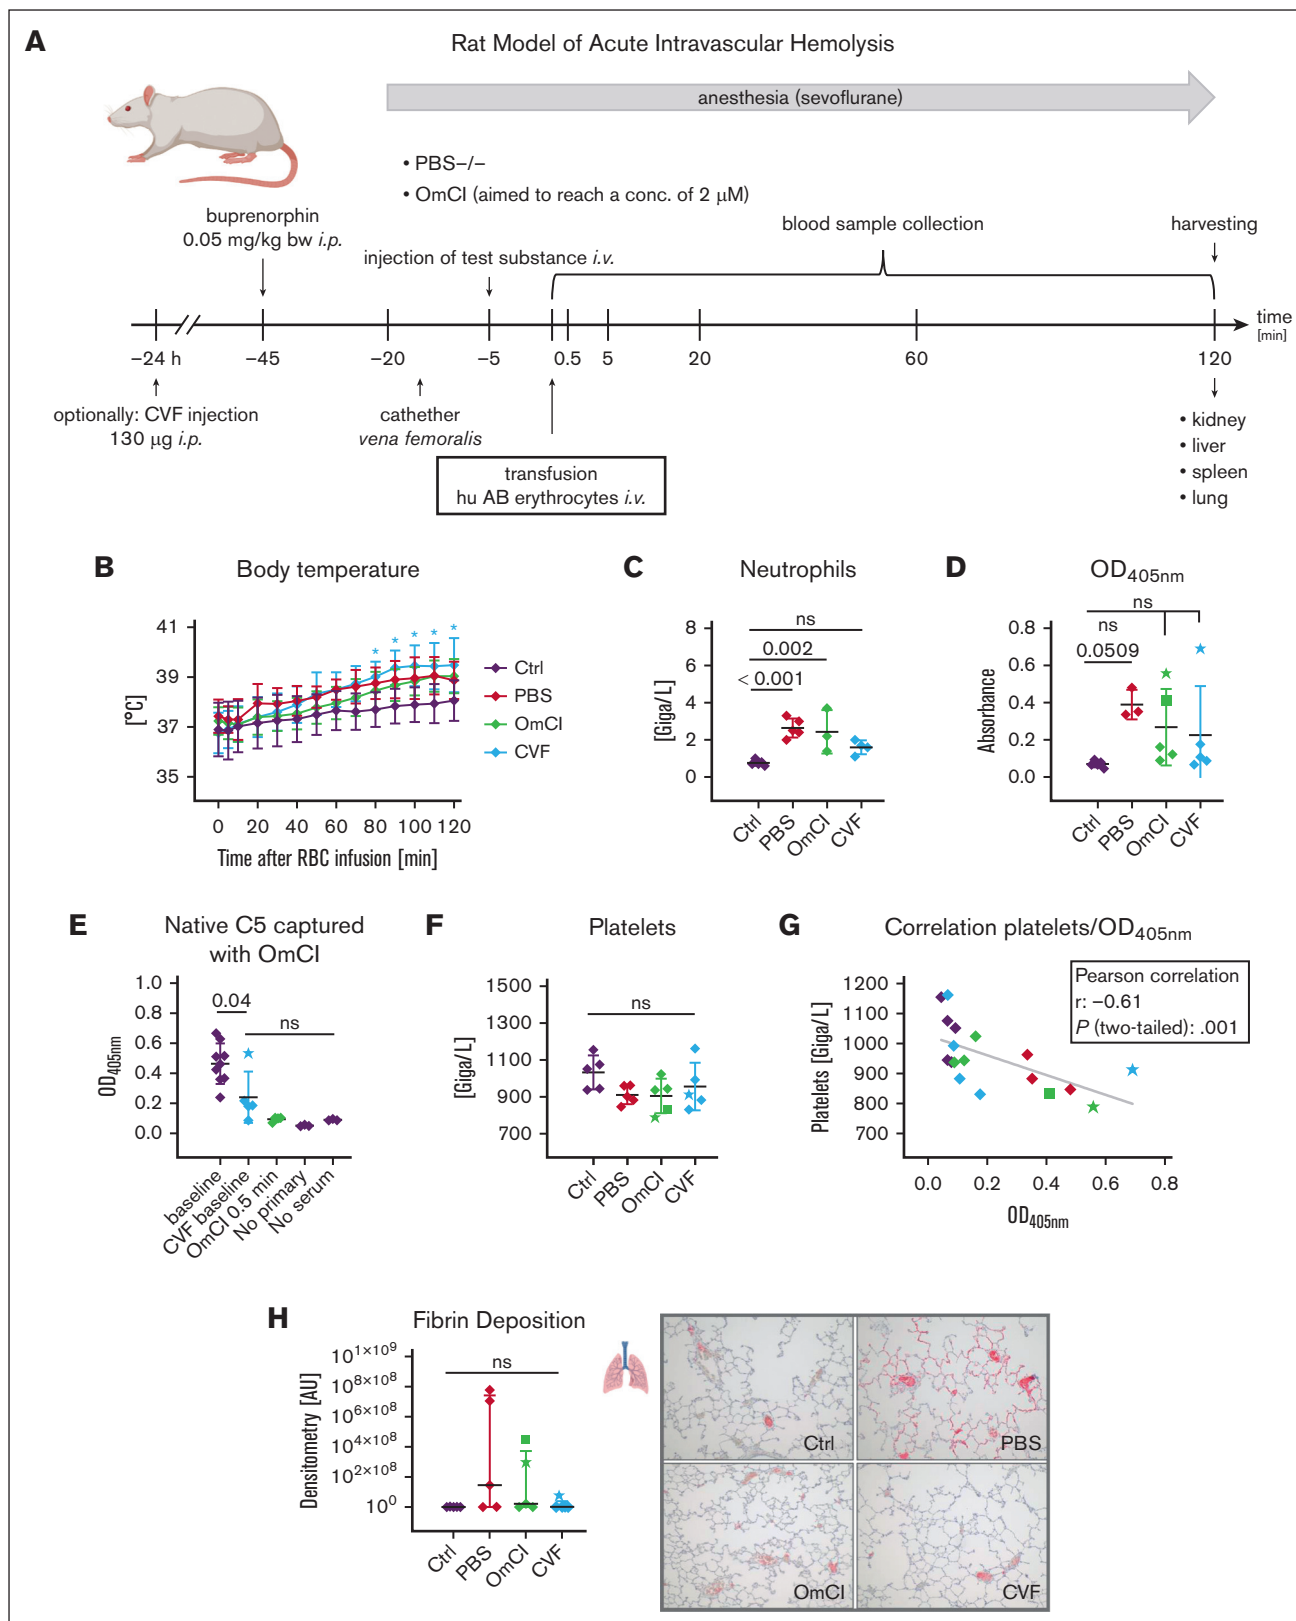 A
Rat Model of Acute Intravascular Hemolysis
anesthesia (sevoflurane)
• PBS–/–
• OmCI (aimed to reach a conc. of 2 μM)
buprenorphin
0.05 mg/kg bw i.p.
injection of test substance i.v.
blood sample collection
harvesting
time
[min]
–24 h
–45
–20
–5
0.5
5
20
60
120
optionally: CVF injection
130 μg i.p.
cathether
vena femoralis
transfusion
hu AB erythrocytes i.v.
• kidney
• liver
• spleen
• lung
B
Body temperature
[°C]
41
39
37
35
* * * * *
0 20 40 60 80 100 120
Time after RBC infusion [min]
Ctrl
PBS
OmCI
CVF
C
Neutrophils
[Giga/L]
8
6
4
2
0
ns
0.002
< 0.001
Ctrl
PBS
OmCI
CVF
D
OD405nm
Absorbance
0.8
0.6
0.4
0.2
0.0
ns
ns
0.0509
Ctrl
PBS
OmCI
CVF
E
Native C5 captured
with OmCI
OD405nm
1.0
0.8
0.6
0.4
0.2
0.0
0.04
ns
baseline
CVF baseline
OmCI 0.5 min
No primary
No serum
F
Platelets
[Giga/L]
1500
1300
1100
900
700
ns
Ctrl
PBS
OmCI
CVF
G
Correlation platelets/OD405nm
Pearson correlation
r: –0.61
P (two-tailed): .001
Platelets [Giga/L]
1200
1100
1000
900
800
700
0.0 0.2 0.4 0.6 0.8
OD405nm
H
Fibrin Deposition
Densitometry [AU]
10^1×10^9
10^8×10^8
10^6×10^8
10^4×10^8
10^2×10^8
10^0
ns
Ctrl
PBS
OmCI
CVF
Ctrl
PBS
OmCI
CVF